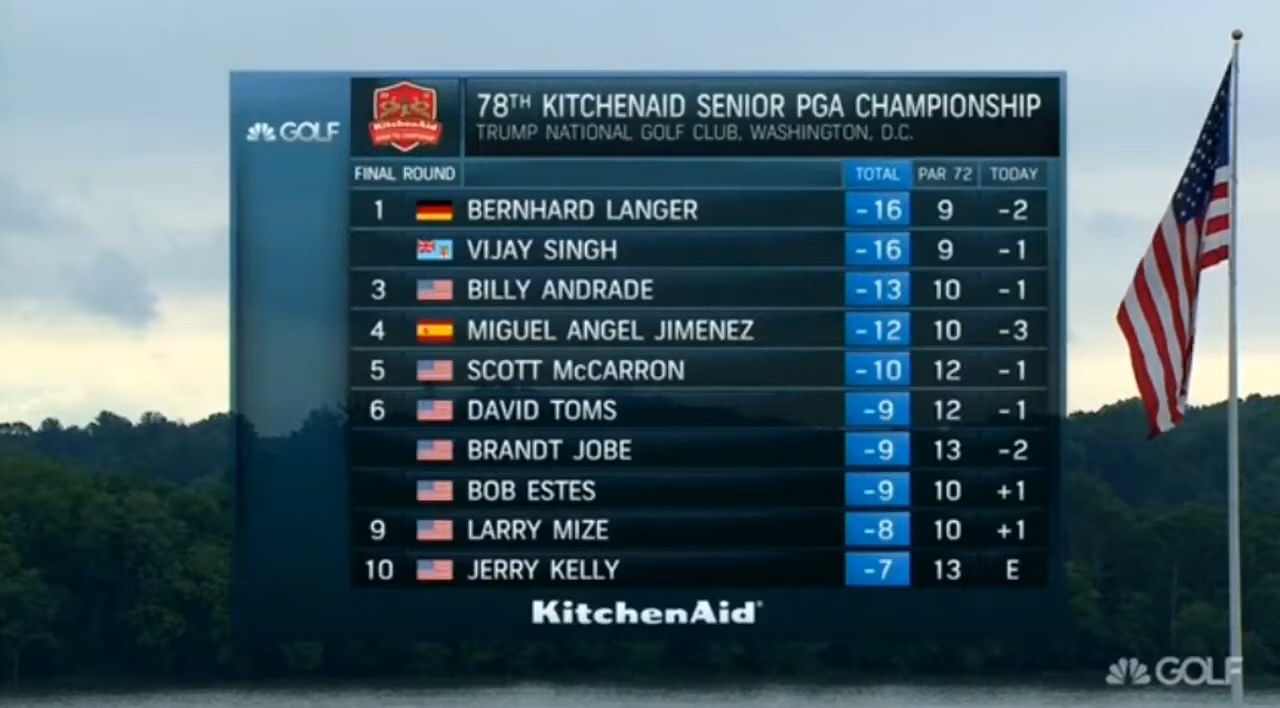 GOLF
KitchenAid
78TH KITCHENAID SENIOR PGA CHAMPIONSHIP
TRUMP NATIONAL GOLF CLUB, WASHINGTON, D.C.
FINAL ROUND TOTAL PAR 72 TODAY
1 BERNHARD LANGER -16 9 -2
VIJAY SINGH -16 9 -1
3 BILLY ANDRADE -13 10 -1
4 MIGUEL ANGEL JIMENEZ -12 10 -3
5 SCOTT McCARRON -10 12 -1
6 DAVID TOMS -9 12 -1
BRANDT JOBE -9 13 -2
BOB ESTES -9 10 +1
9 LARRY MIZE -8 10 +1
10 JERRY KELLY -7 13 E
KitchenAid
GOLF